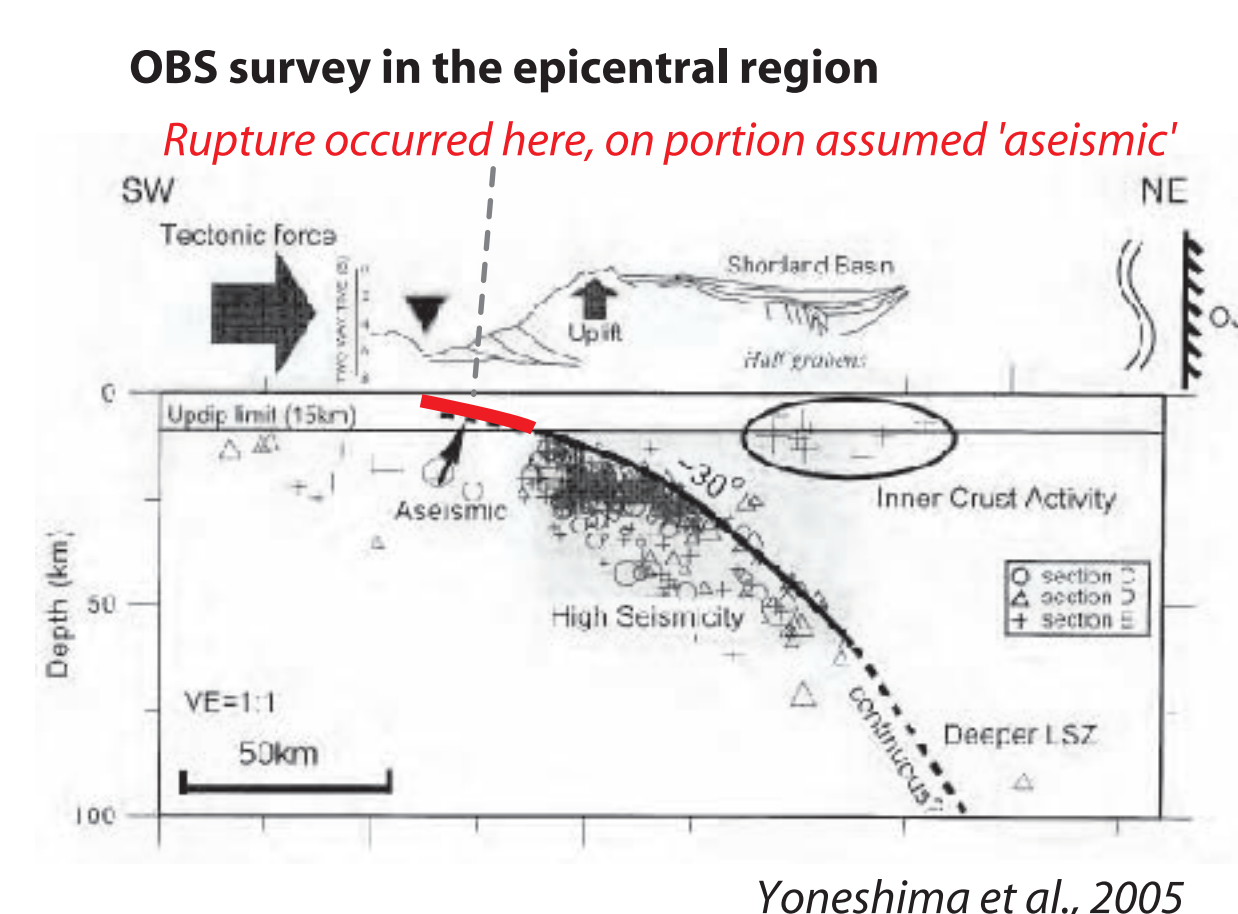 OBS survey in the epicentral region
Rupture occurred here, on portion assumed 'aseismic'
SW
NE
Tectonic force
TWO WAY TIME (S)
Shortland Basin
Uplift
Half grabens
0
Updip limit (15km)
~30°
Aseismic
Inner Crust Activity
Depth (km)
50
section C
section D
section E
High Seismicity
VE=1:1
50km
continuous?
Deeper LSZ
100
Yoneshima et al., 2005